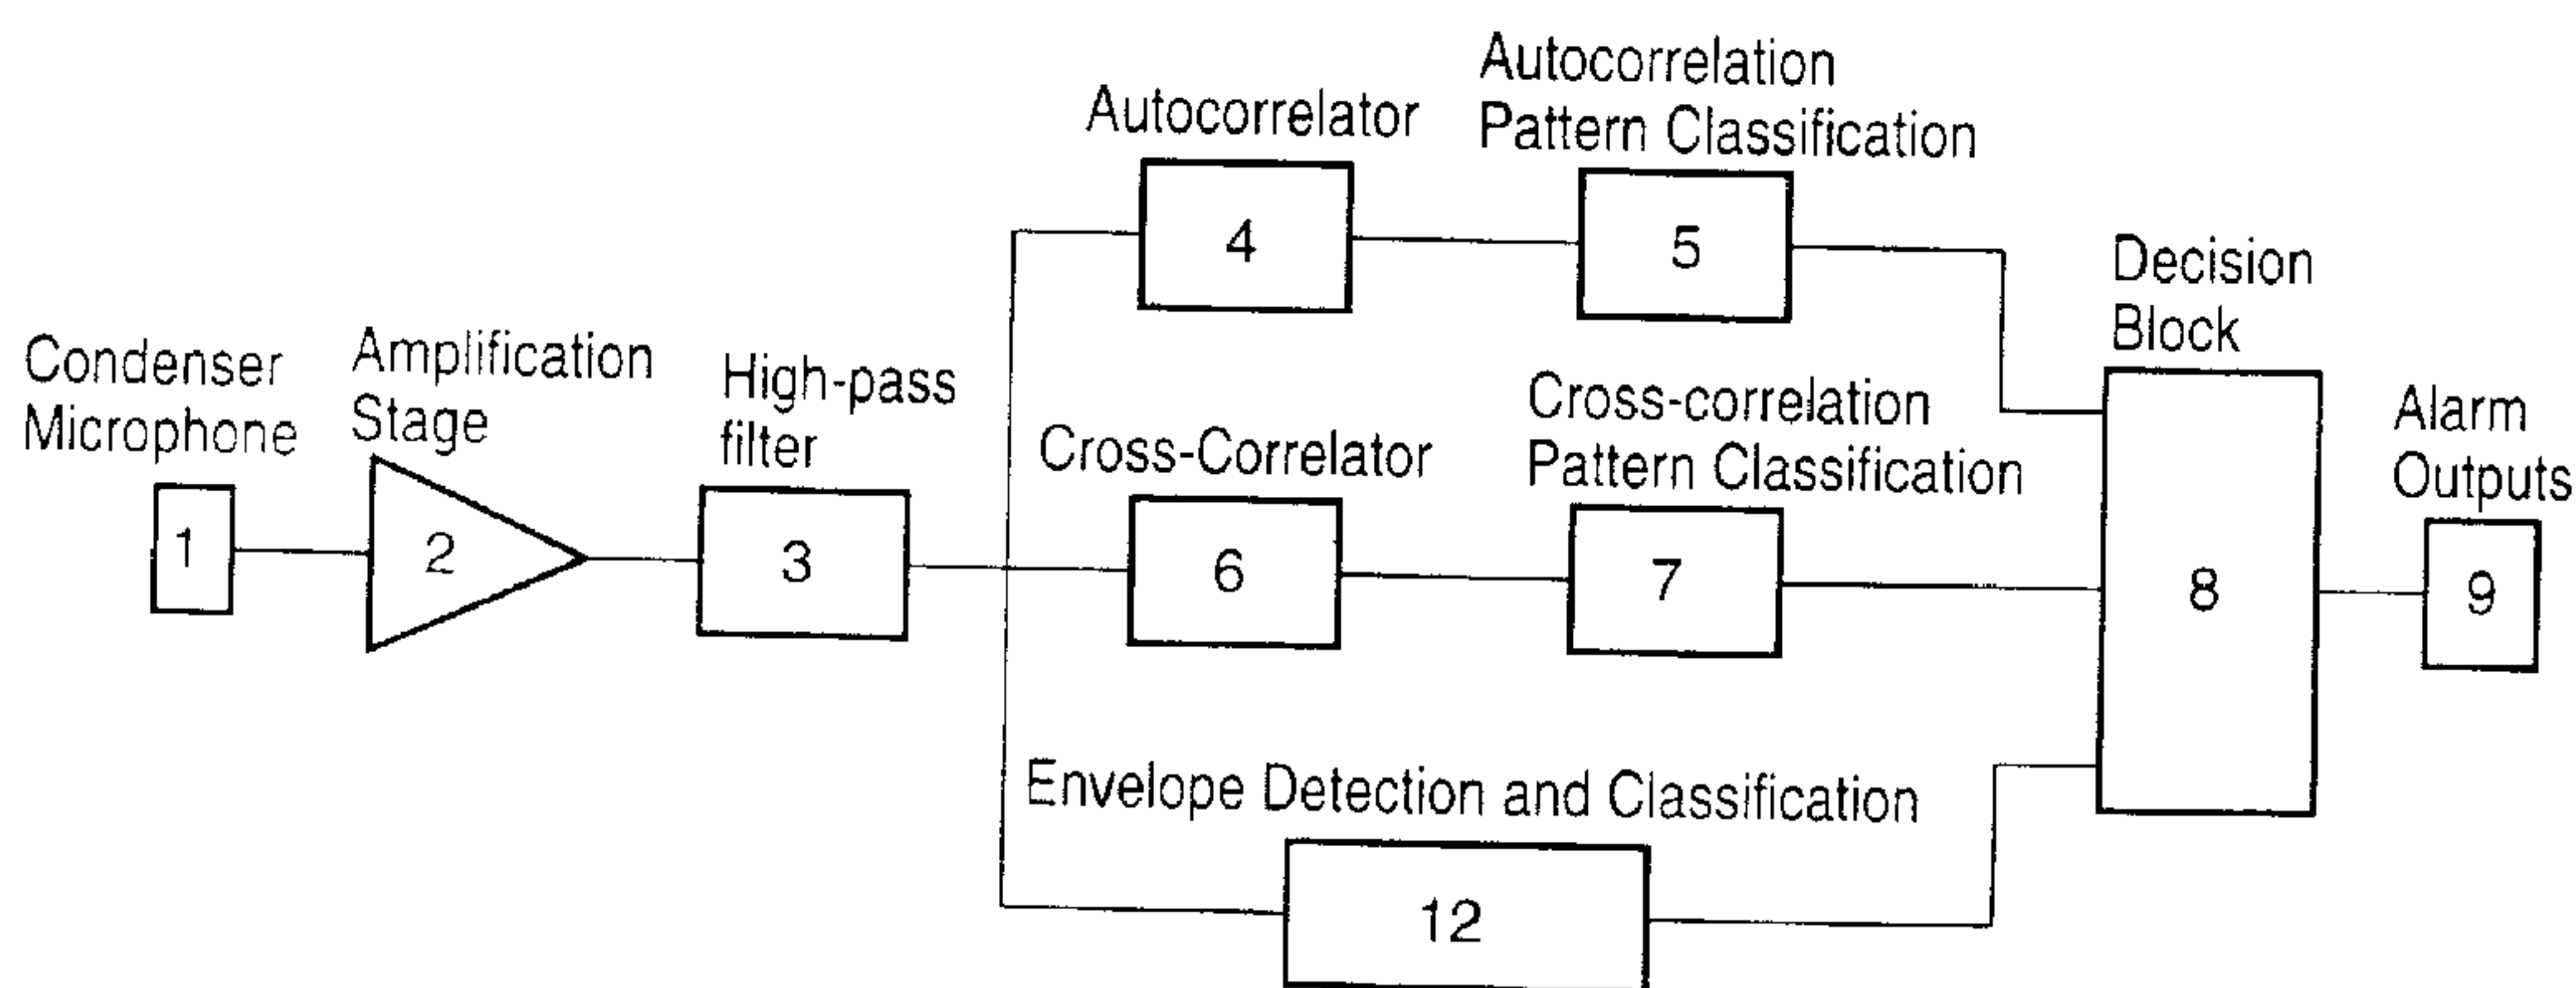 Condenser
Microphone
1
Amplification
Stage
2
High-pass
filter
3
Autocorrelator
4
Autocorrelation
Pattern Classification
5
Cross-Correlator
6
Cross-correlation
Pattern Classification
7
Envelope Detection and Classification
12
Decision
Block
8
Alarm
Outputs
9